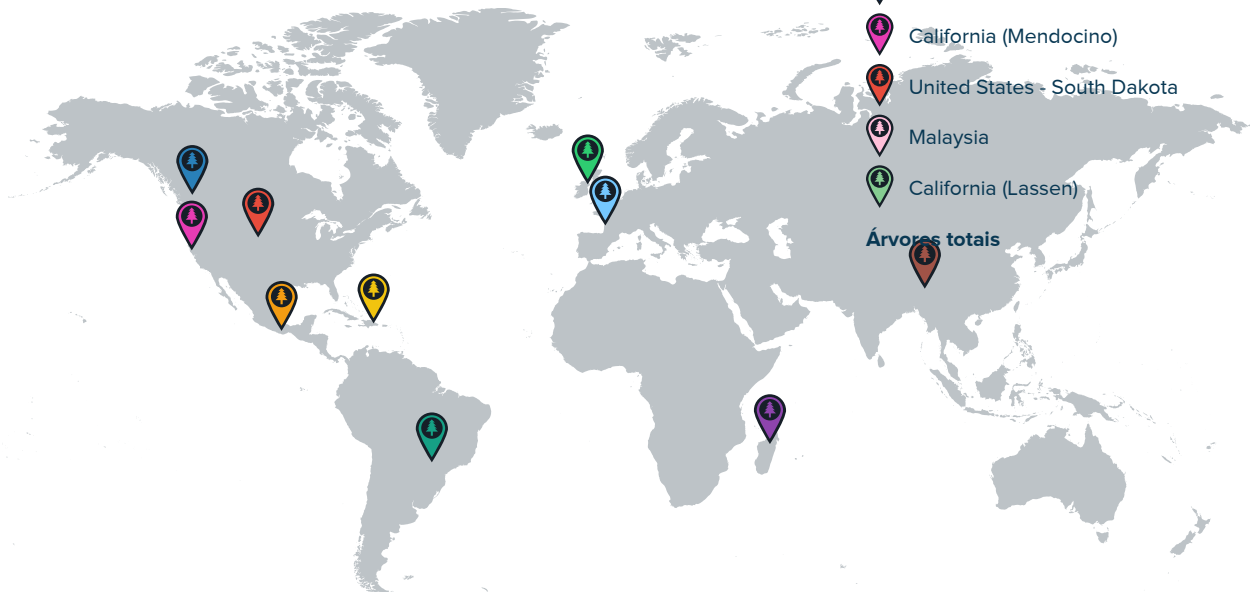 California (Mendocino)
United States - South Dakota
Malaysia
California (Lassen)
Árvores totais